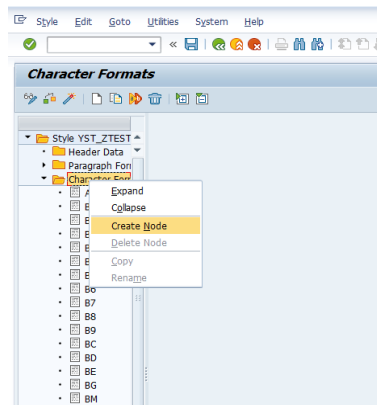 Style Edit Goto Utilities System Help
Character Formats
Style YST_ZTEST
Header Data
Paragraph Forr
Character For
Expand
Collapse
Create Node
Delete Node
Copy
Rename
B6
B7
B8
B9
BC
BD
BE
BG
BM